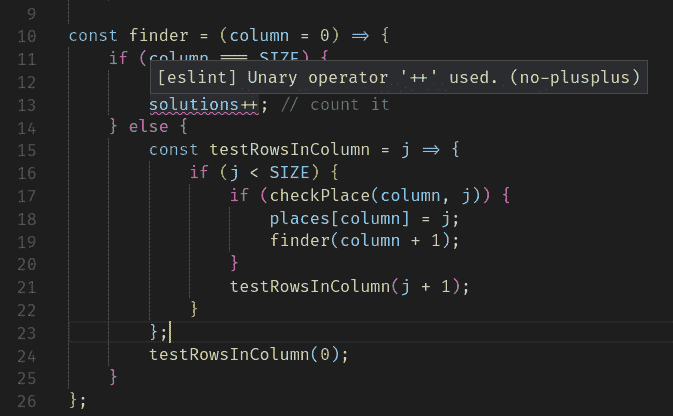 9
10 const finder = (column = 0) => {
11 if (column === SIZE) {
12 [eslint] Unary operator '++' used. (no-plusplus)
13 solutions++; // count it
14 } else {
15 const testRowsInColumn = j => {
16 if (j < SIZE) {
17 if (checkPlace(column, j)) {
18 places[column] = j;
19 finder(column + 1);
20 }
21 testRowsInColumn(j + 1);
22 }
23 };
24 testRowsInColumn(0);
25 }
26 };